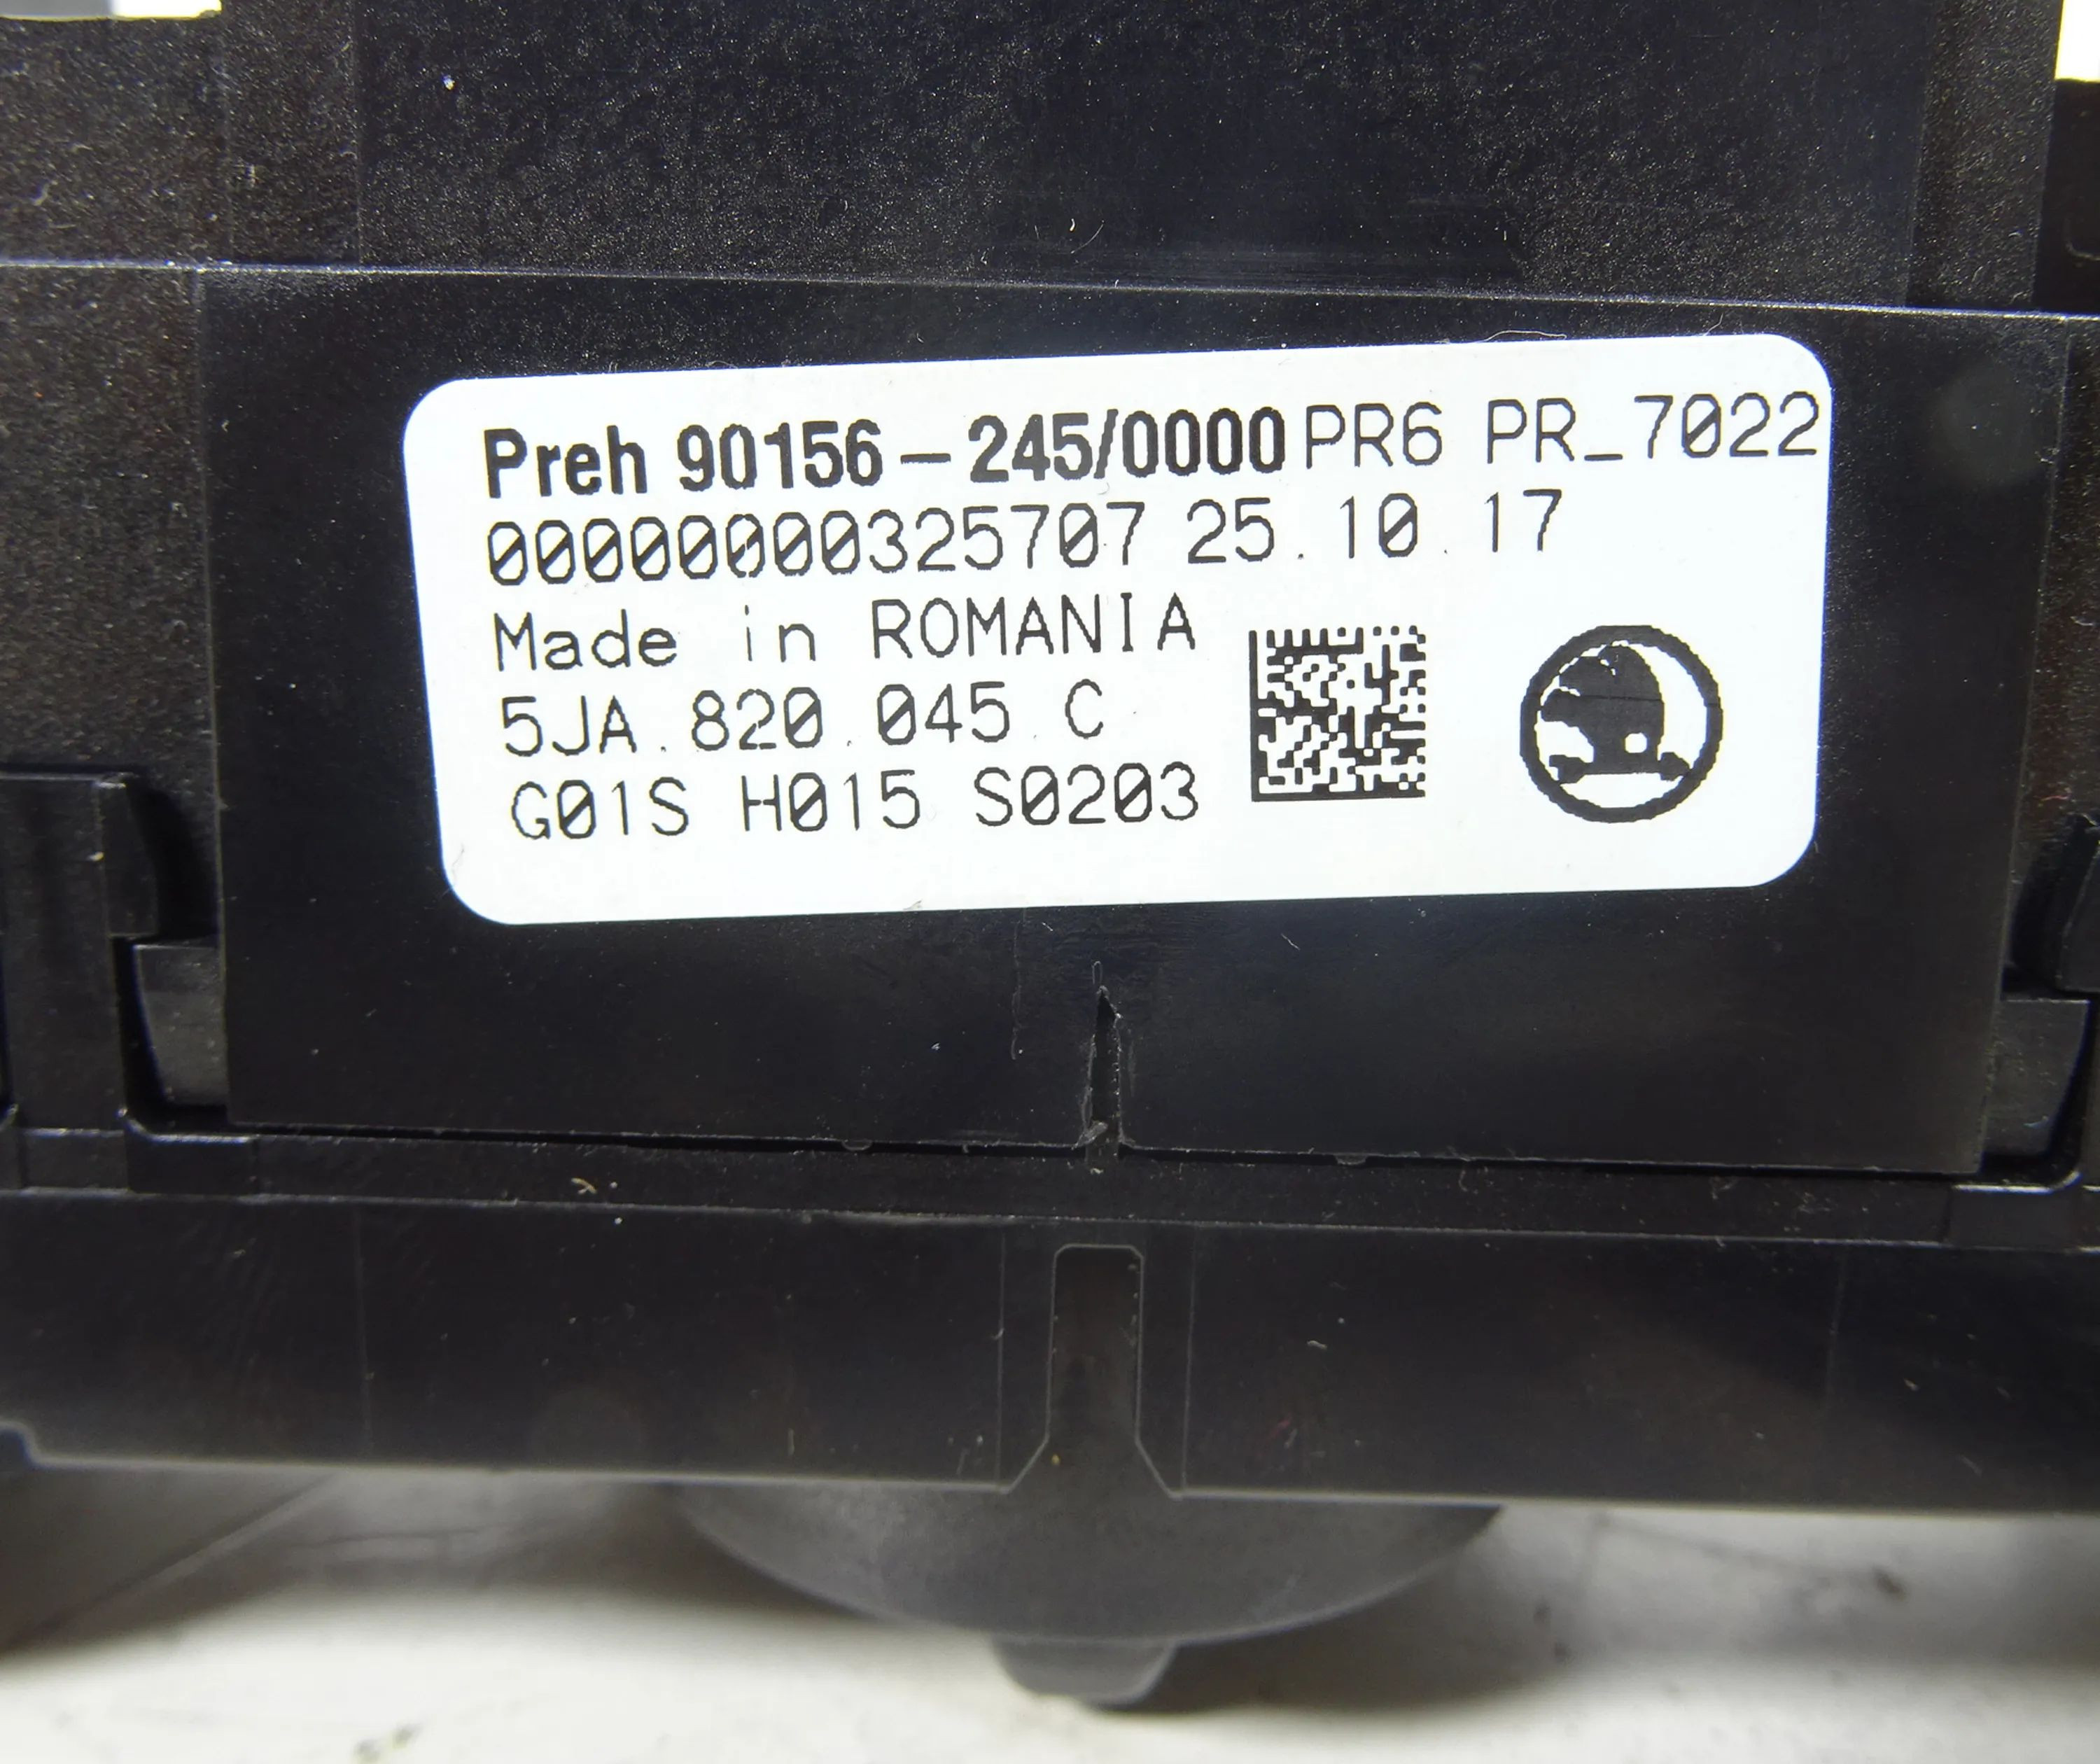 Preh 90156-245/0000 PR6 PR_7022
00000000325707 25.10.17
Made in ROMANIA
5JA.820.045.C
G01S H015 S0203